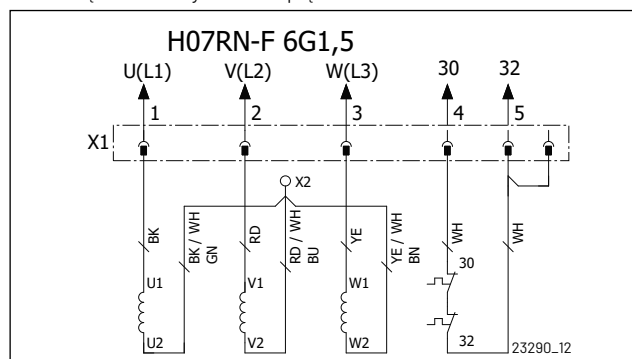 H07RN-F 6G1,5
U(L1) V(L2) W(L3) 30 32
1 2 3 4 5
X1
X2
BK
BK / WH
GN
RD
RD / WH
BU
YE
YE / WH
BN
WH
WH
30
U1 V1 W1
U2 V2 W2 32
23290_12